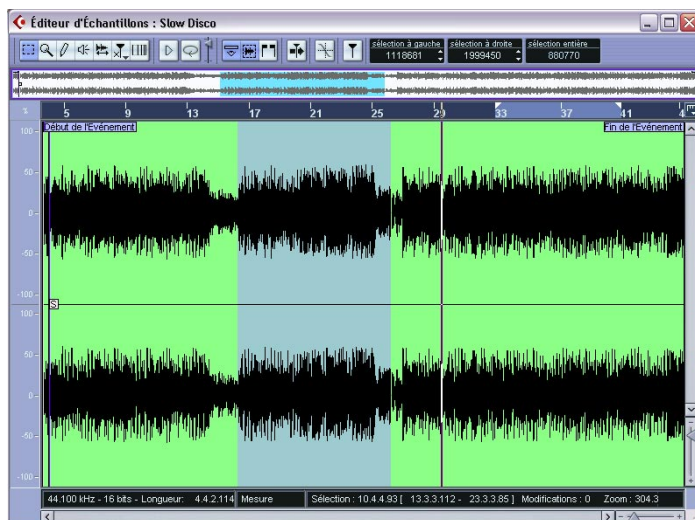 Éditeur d'Échantillons : Slow Disco
sélection à gauche sélection à droite sélection entière
1118681 1999450 880770
5 9 13 17 21 25 29 33 37 41
Début de l'Evénement Fin de l'Evénement
100
50
0
-50
-100
S
100
50
0
-50
-100
44.100 kHz - 16 bits - Longueur: 4.4.2.114 Mesure Sélection : 10.4.4.93 [ 13.3.3.112 - 23.3.3.85 ] Modifications : 0 Zoom : 304.3